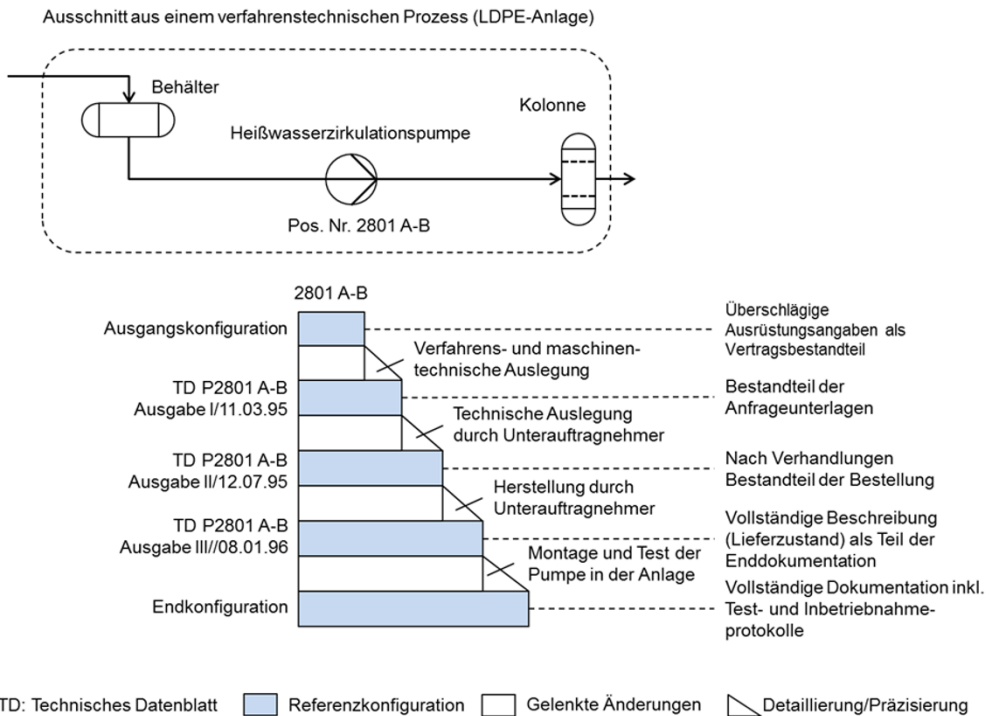 Ausschnitt aus einem verfahrenstechnischen Prozess (LDPE-Anlage)
Behälter
Kolonne
Heißwasserzirkulationspumpe
Pos. Nr. 2801 A-B
2801 A-B
Ausgangskonfiguration
Überschlägige
Ausrüstungsangaben als
Vertragsbestandteil
Verfahrens- und maschinen-
technische Auslegung
TD P2801 A-B
Ausgabe I/11.03.95
Bestandteil der
Anfrageunterlagen
Technische Auslegung
durch Unterauftragnehmer
TD P2801 A-B
Ausgabe II/12.07.95
Nach Verhandlungen
Bestandteil der Bestellung
Herstellung durch
Unterauftragnehmer
TD P2801 A-B
Ausgabe III//08.01.96
Vollständige Beschreibung
(Lieferzustand) als Teil der
Enddokumentation
Montage und Test der
Pumpe in der Anlage
Endkonfiguration
Vollständige Dokumentation inkl.
Test- und Inbetriebnahme-
protokolle
TD: Technisches Datenblatt
Referenzkonfiguration
Gelenkte Änderungen
Detaillierung/Präzisierung